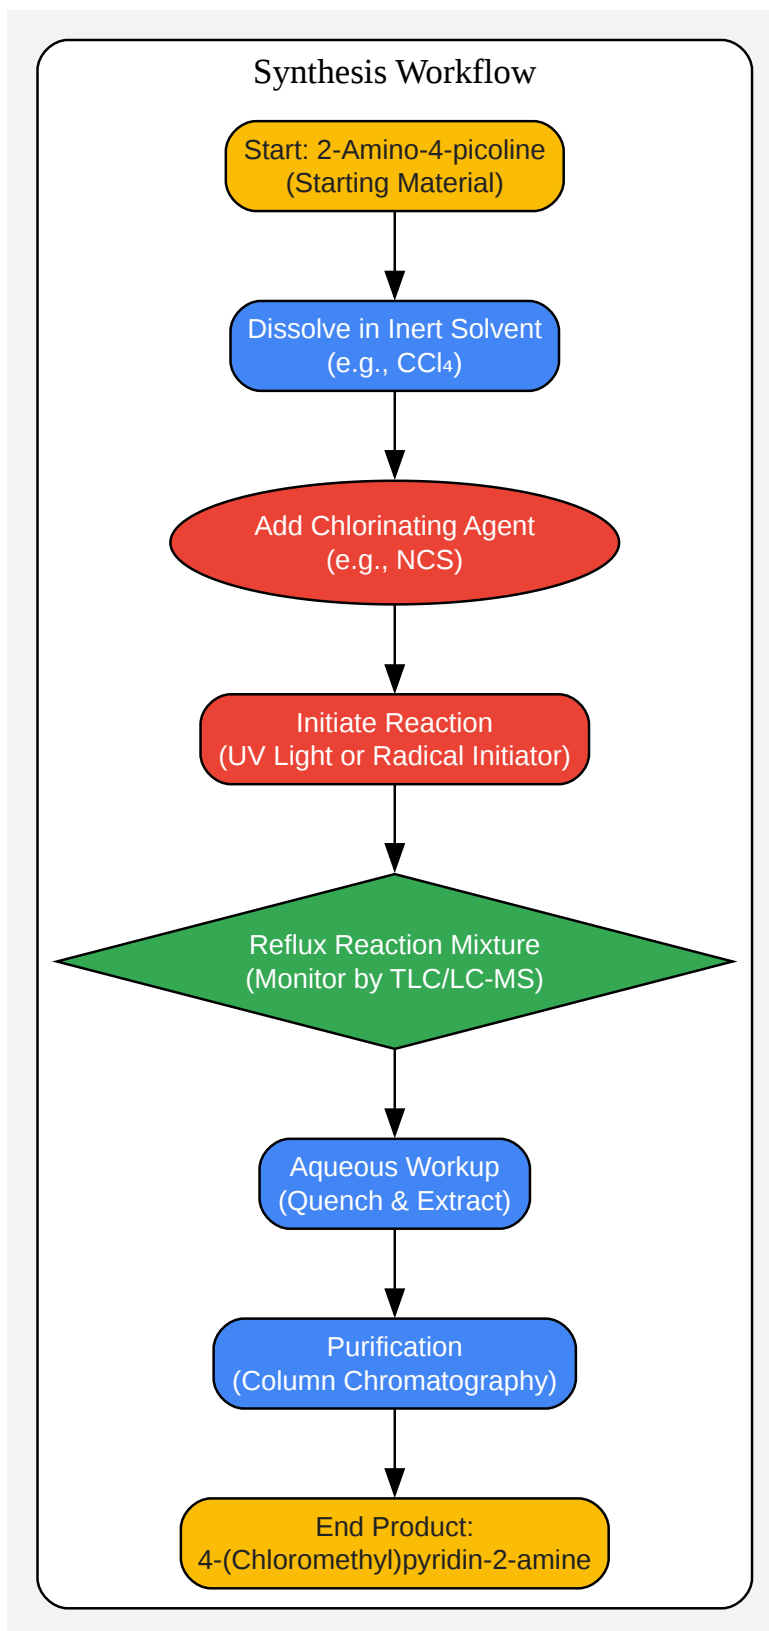 Synthesis Workflow
Start: 2-Amino-4-picoline
(Starting Material)
Dissolve in Inert Solvent
(e.g., CCl₄)
Add Chlorinating Agent
(e.g., NCS)
Initiate Reaction
(UV Light or Radical Initiator)
Reflux Reaction Mixture
(Monitor by TLC/LC-MS)
Aqueous Workup
(Quench & Extract)
Purification
(Column Chromatography)
End Product:
4-(Chloromethyl)pyridin-2-amine